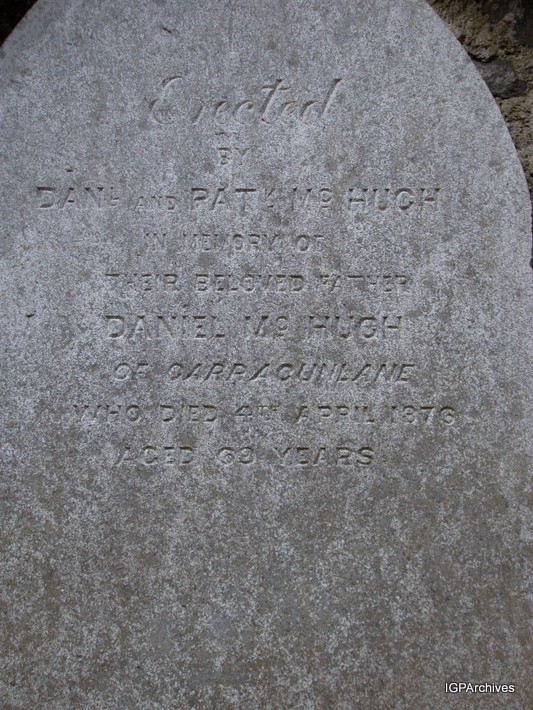 Erected
BY
DANL AND PATK MC HUGH
IN MEMORY OF
THEIR BELOVED FATHER
DANIEL MC HUGH
OF CARRACUNLANE
WHO DIED 4TH APRIL 1876
AGED 69 YEARS
IGPArchives